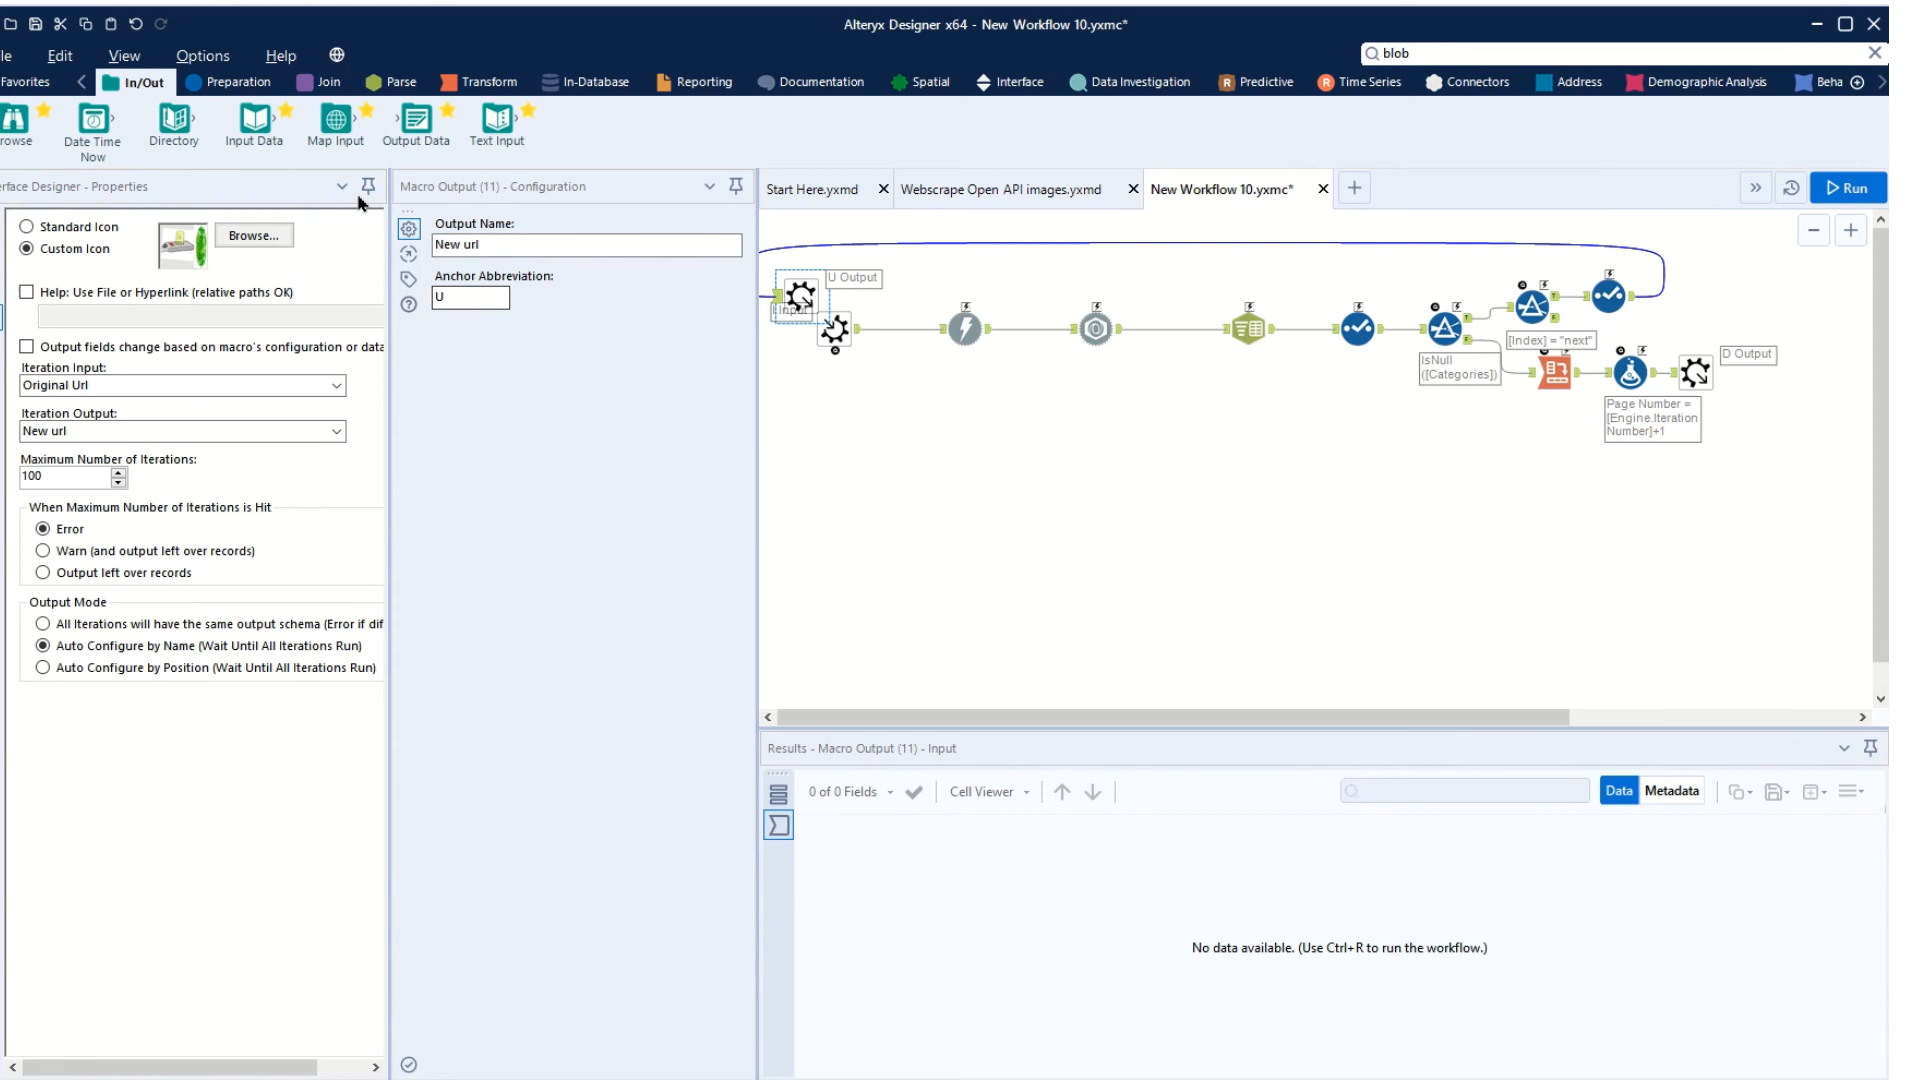 Alteryx Designer x64 - New Workflow 10.yxmc*
le
Edit
View
Options
Help
blob
Favorites
In/Out
Preparation
Join
Parse
Transform
In-Database
Reporting
Documentation
Spatial
Interface
Data Investigation
Predictive
Time Series
Connectors
Address
Demographic Analysis
Beha
rowse
Date Time
Now
Directory
Input Data
Map Input
Output Data
Text Input
erface Designer - Properties
Standard Icon
Custom Icon
Browse...
Help: Use File or Hyperlink (relative paths OK)
Output fields change based on macro's configuration or data
Iteration Input:
Original Url
Iteration Output:
New url
Maximum Number of Iterations:
100
When Maximum Number of Iterations is Hit
Error
Warn (and output left over records)
Output left over records
Output Mode
All Iterations will have the same output schema (Error if dif
Auto Configure by Name (Wait Until All Iterations Run)
Auto Configure by Position (Wait Until All Iterations Run)
Macro Output (11) - Configuration
Output Name:
New url
Anchor Abbreviation:
U
Start Here.yxmd
Webscrape Open API images.yxmd
New Workflow 10.yxmc*
Run
U Output
Input
[Index] = "next"
IsNull
([Categories])
D Output
Page Number =
[Engine.Iteration
Number]+1
Results - Macro Output (11) - Input
0 of 0 Fields
Cell Viewer
Data
Metadata
No data available. (Use Ctrl+R to run the workflow.)